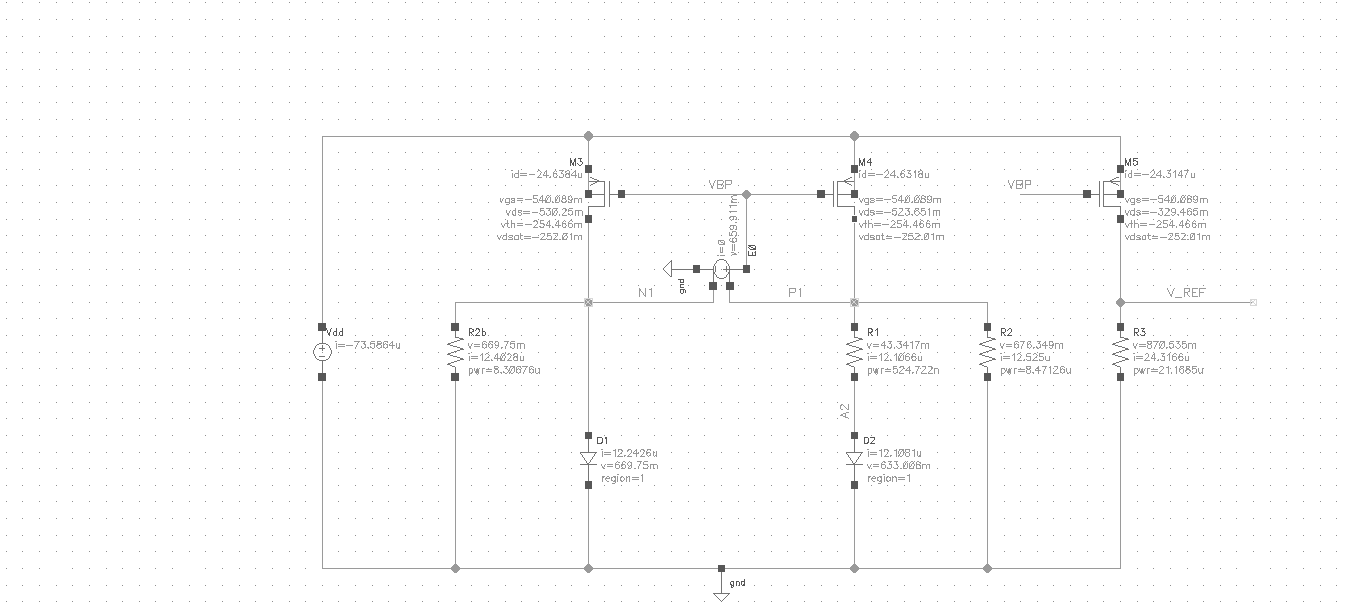 M3
id=-24.6384u
vgs=-540.089m
vds=-530.25m
vth=-254.466m
vdsat=-252.01m
VBP
M4
id=-24.6318u
vgs=-540.089m
vds=-523.651m
vth=-254.466m
vdsat=-252.01m
VBP
M5
id=-24.3147u
vgs=-540.089m
vds=-329.465m
vth=-254.466m
vdsat=-252.01m
i=0
v=659.911m
E0
gnd
N1
P1
V_REF
Vdd
i=-73.5864u
R2b
v=669.75m
i=12.4028u
pwr=8.30676u
R1
v=43.3417m
i=12.1066u
pwr=524.722n
R2
v=676.349m
i=12.525u
pwr=8.47126u
R3
v=870.535m
i=24.3166u
pwr=21.1685u
A2
D1
i=12.2426u
v=669.75m
region=1
D2
i=12.1081u
v=633.008m
region=1
gnd